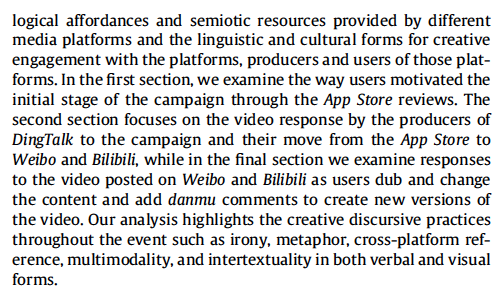 logical affordances and semiotic resources provided by different
media platforms and the linguistic and cultural forms for creative
engagement with the platforms, producers and users of those plat-
forms. In the first section, we examine the way users motivated the
initial stage of the campaign through the App Store reviews. The
second section focuses on the video response by the producers of
DingTalk to the campaign and their move from the App Store to
Weibo and Bilibili, while in the final section we examine responses
to the video posted on Weibo and Bilibili as users dub and change
the content and add danmu comments to create new versions of
the video. Our analysis highlights the creative discursive practices
throughout the event such as irony, metaphor, cross-platform ref-
erence, multimodality, and intertextuality in both verbal and visual
forms.